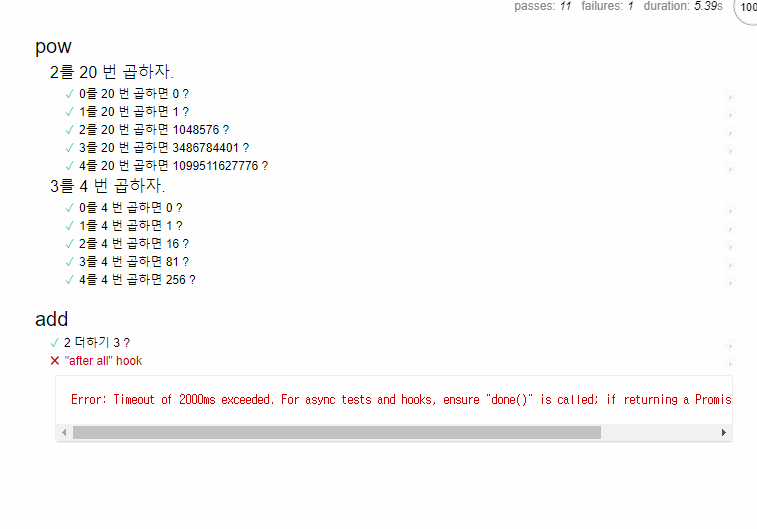 passes: 11 failures: 1 duration: 5.39s 100
pow
2를 20 번 곱하자.
✓ 0를 20 번 곱하면 0 ?
✓ 1를 20 번 곱하면 1 ?
✓ 2를 20 번 곱하면 1048576 ?
✓ 3를 20 번 곱하면 3486784401 ?
✓ 4를 20 번 곱하면 1099511627776 ?
3를 4 번 곱하자.
✓ 0를 4 번 곱하면 0 ?
✓ 1를 4 번 곱하면 1 ?
✓ 2를 4 번 곱하면 16 ?
✓ 3를 4 번 곱하면 81 ?
✓ 4를 4 번 곱하면 256 ?
add
✓ 2 더하기 3 ?
✕ "after all" hook
Error: Timeout of 2000ms exceeded. For async tests and hooks, ensure "done()" is called; if returning a Promis